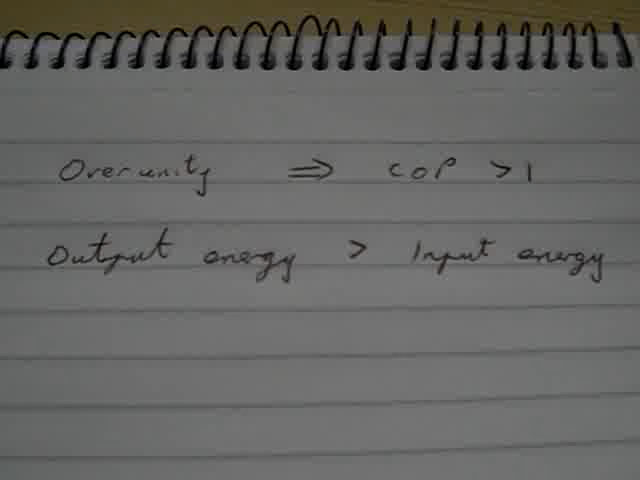 Overunity ⇒ COP > 1
Output energy > Input energy